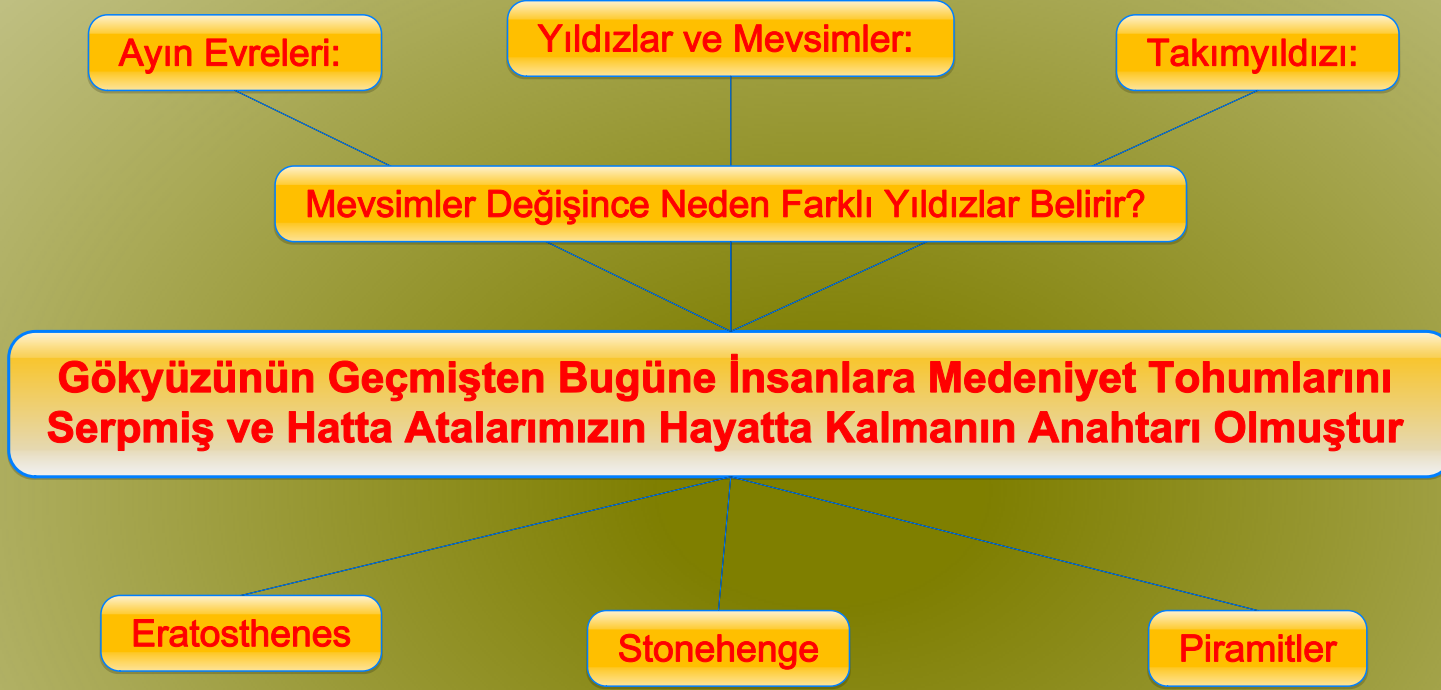 Ayın Evreleri:
Yıldızlar ve Mevsimler:
Takımyıldızı:
Mevsimler Değişince Neden Farklı Yıldızlar Belirir?
Gökyüzünün Geçmişten Bugüne İnsanlara Medeniyet Tohumlarını
Serpmiş ve Hatta Atalarımızın Hayatta Kalmanın Anahtarı Olmuştur
Eratosthenes
Stonehenge
Piramitler